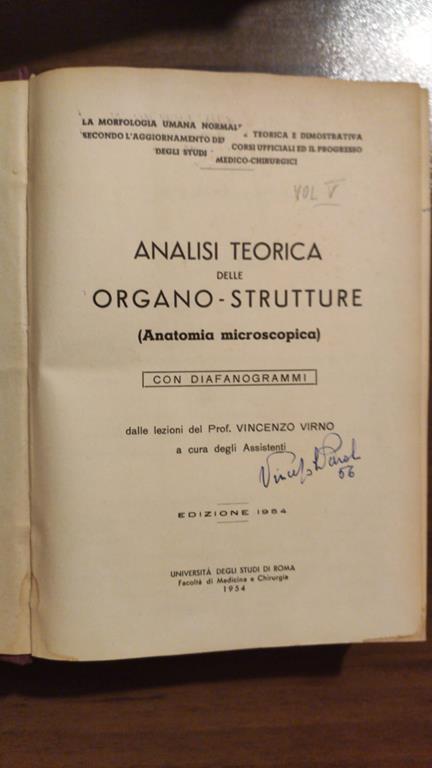 LA MORFOLOGIA UMANA NORMALE TEORICA E DIMOSTRATIVA
SECONDO L'AGGIORNAMENTO DEI CORSI UFFICIALI ED IL PROGRESSO
DEGLI STUDI MEDICO-CHIRURGICI
VOL V
ANALISI TEORICA
DELLE
ORGANO-STRUTTURE
(Anatomia microscopica)
CON DIAFANOGRAMMI
dalle lezioni del Prof. VINCENZO VIRNO
a cura degli Assistenti
56
EDIZIONE 1954
UNIVERSITÀ DEGLI STUDI DI ROMA
Facoltà di Medicina e Chirurgia
1954